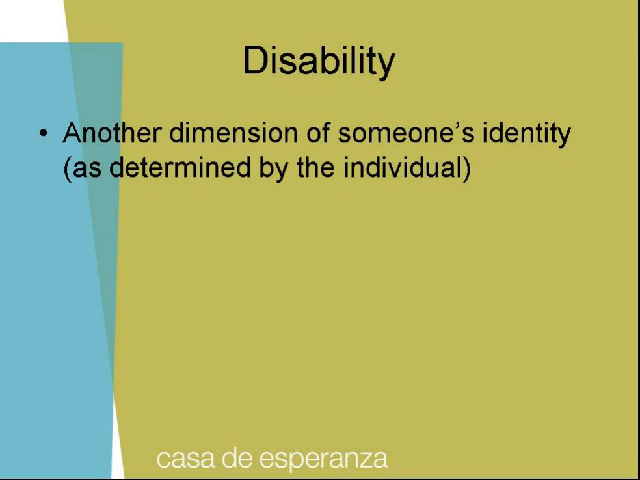 Disability
• Another dimension of someone’s identity
(as determined by the individual)
casa de esperanza